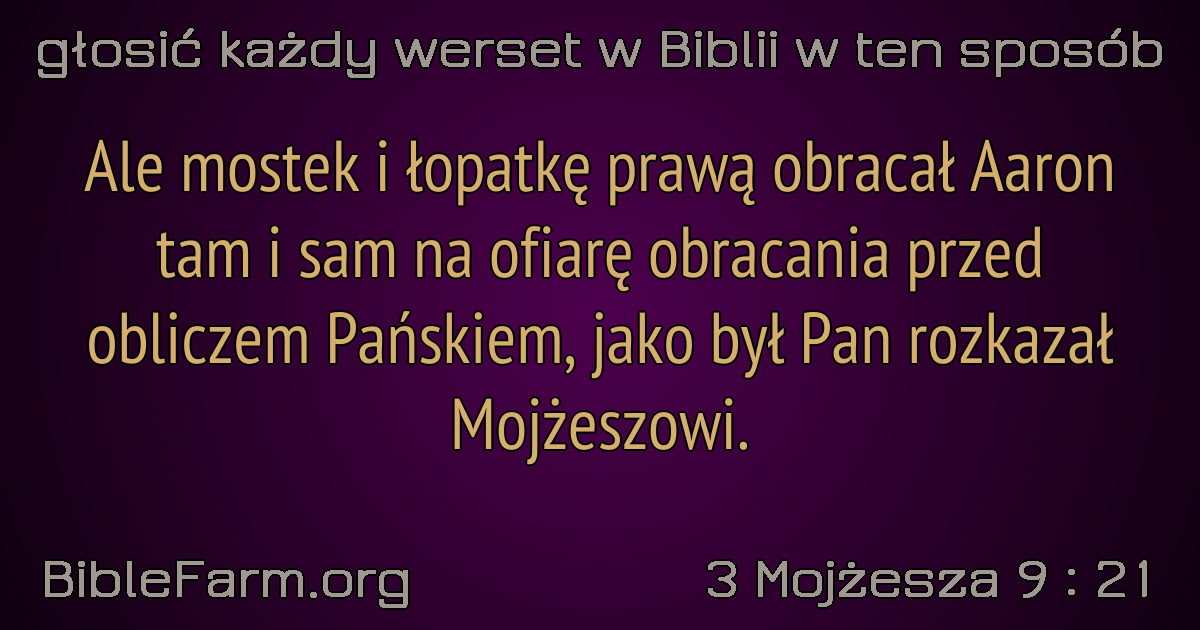 głosić każdy werset w Biblii w ten sposób
Ale mostek i łopatkę prawą obracał Aaron
tam i sam na ofiarę obracania przed
obliczem Pańskiem, jako był Pan rozkazał
Mojżeszowi.
BibleFarm.org
3 Mojżesza 9 : 21